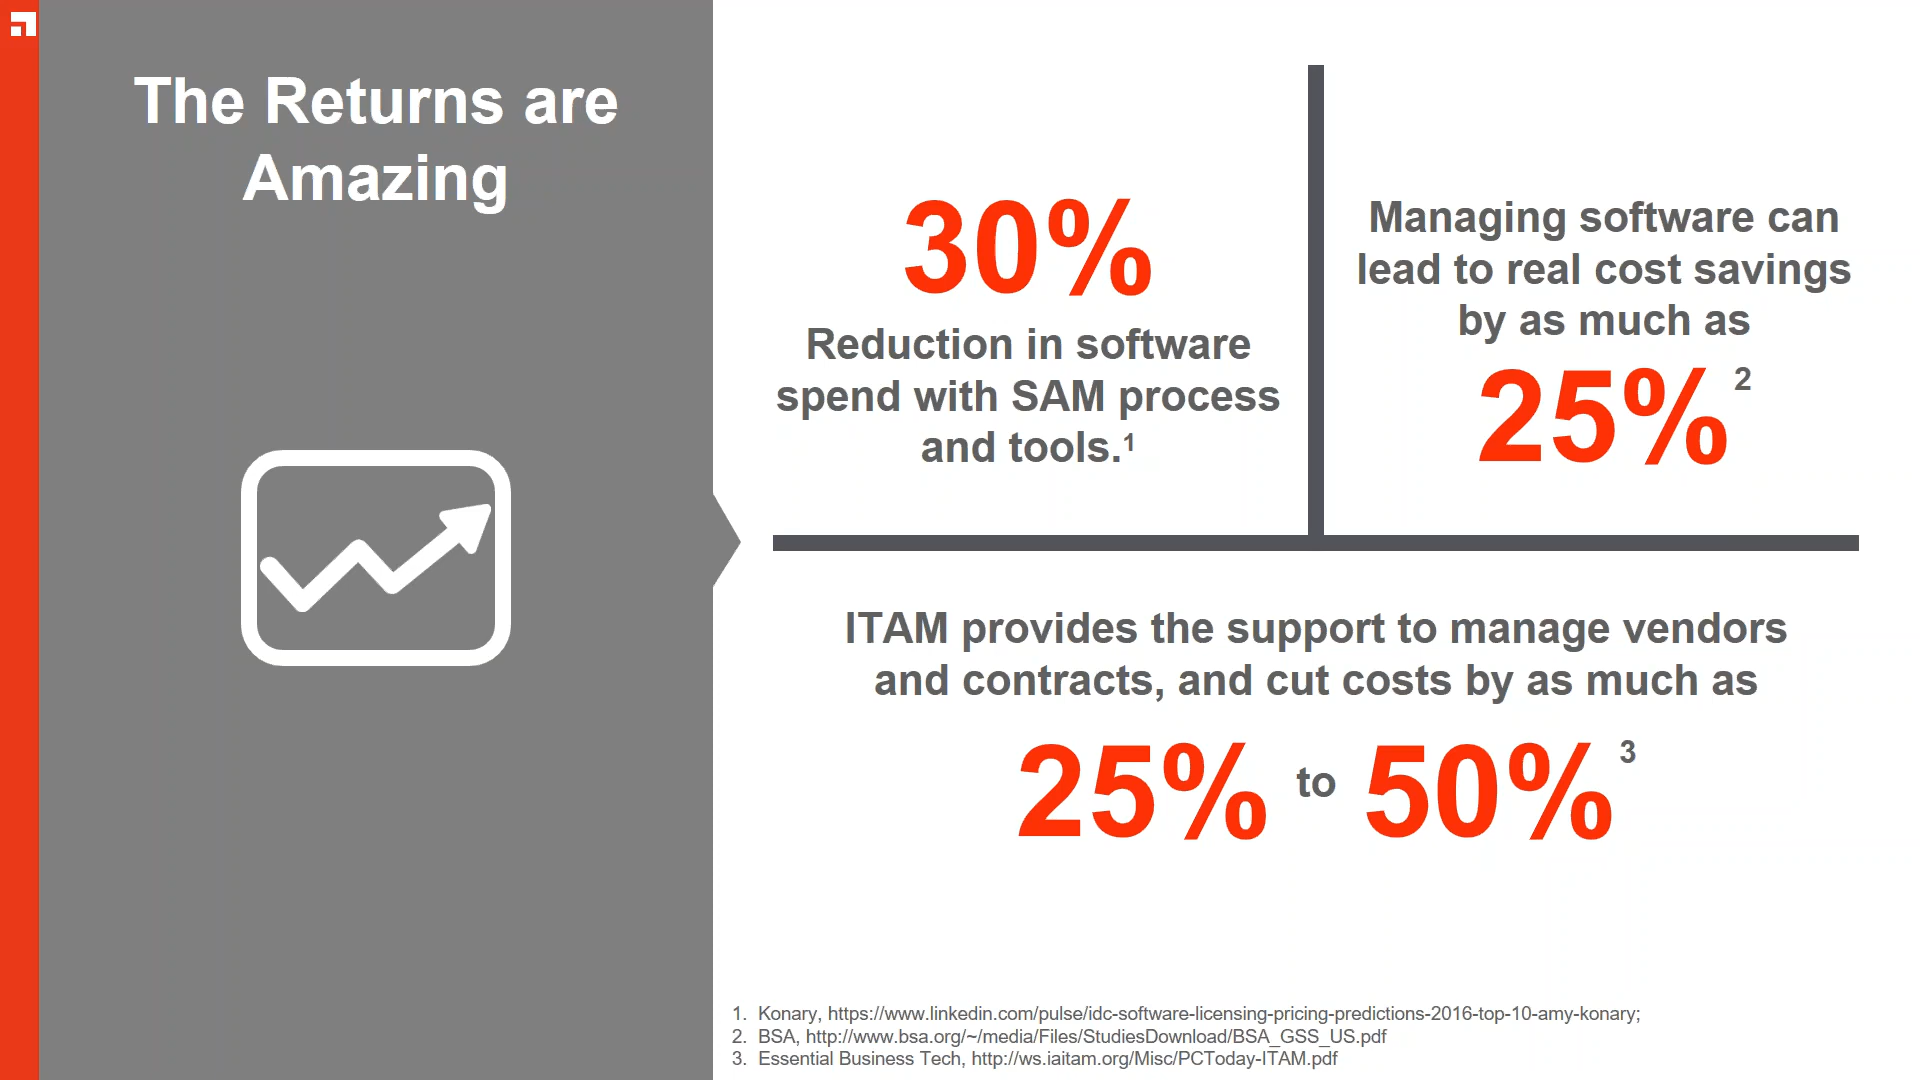 The Returns are
Amazing
30%
Reduction in software
spend with SAM process
and tools.¹
Managing software can
lead to real cost savings
by as much as
25%²
ITAM provides the support to manage vendors
and contracts, and cut costs by as much as
25% to 50%³
1. Konary, https://www.linkedin.com/pulse/idc-software-licensing-pricing-predictions-2016-top-10-amy-konary;
2. BSA, http://www.bsa.org/~/media/Files/StudiesDownload/BSA_GSS_US.pdf
3. Essential Business Tech, http://ws.iaitam.org/Misc/PCToday-ITAM.pdf